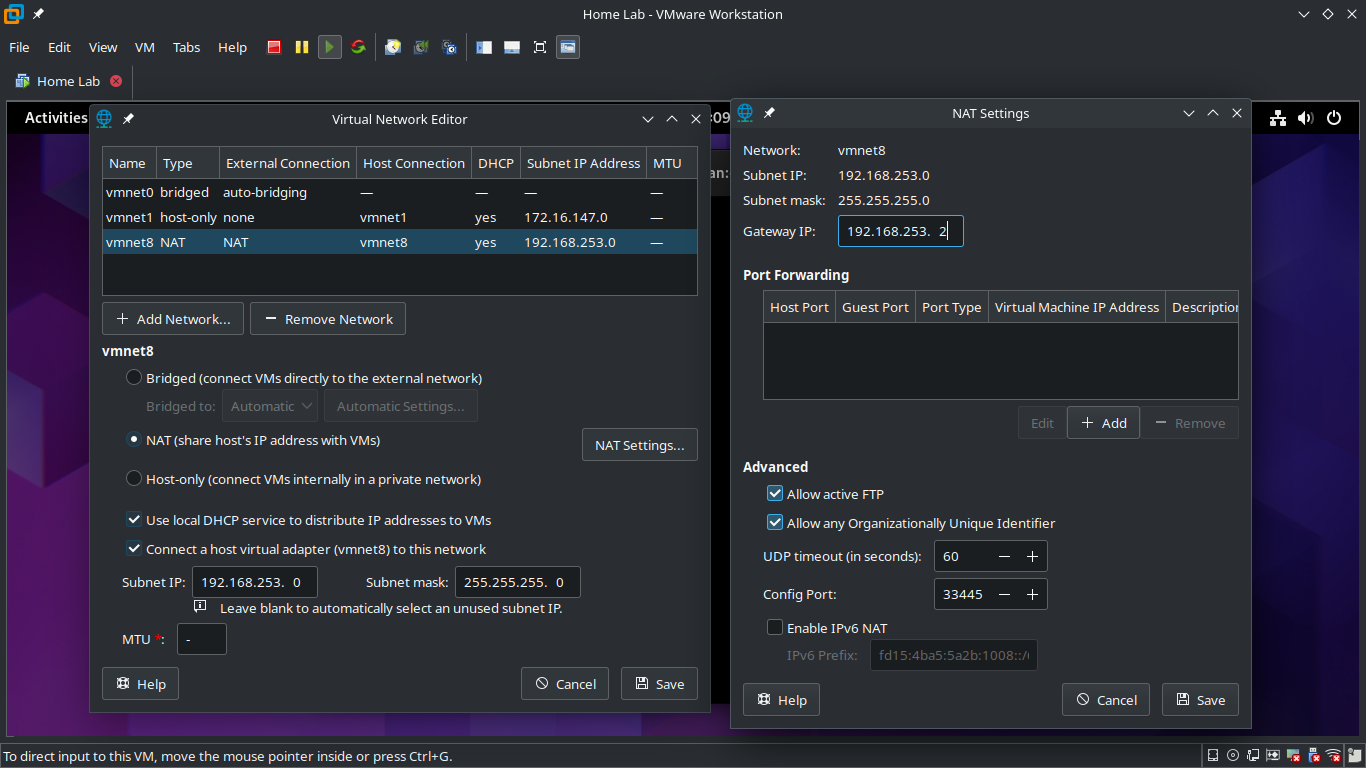 Home Lab - VMware Workstation
File Edit View VM Tabs Help
Home Lab
Activities
:09
Virtual Network Editor
Name Type External Connection Host Connection DHCP Subnet IP Address MTU
vmnet0 bridged auto-bridging — — — —
vmnet1 host-only none vmnet1 yes 172.16.147.0 —
vmnet8 NAT NAT vmnet8 yes 192.168.253.0 —
Add Network... Remove Network
vmnet8
Bridged (connect VMs directly to the external network)
Bridged to: Automatic Automatic Settings...
NAT (share host's IP address with VMs)
NAT Settings...
Host-only (connect VMs internally in a private network)
Use local DHCP service to distribute IP addresses to VMs
Connect a host virtual adapter (vmnet8) to this network
Subnet IP: 192.168.253. 0 Subnet mask: 255.255.255. 0
Leave blank to automatically select an unused subnet IP.
MTU *: -
Help Cancel Save
an:
NAT Settings
Network: vmnet8
Subnet IP: 192.168.253.0
Subnet mask: 255.255.255.0
Gateway IP: 192.168.253. 2
Port Forwarding
Host Port Guest Port Port Type Virtual Machine IP Address Description
Edit Add Remove
Advanced
Allow active FTP
Allow any Organizationally Unique Identifier
UDP timeout (in seconds): 60
Config Port: 33445
Enable IPv6 NAT
IPv6 Prefix: fd15:4ba5:5a2b:1008::/
Help Cancel Save
To direct input to this VM, move the mouse pointer inside or press Ctrl+G.